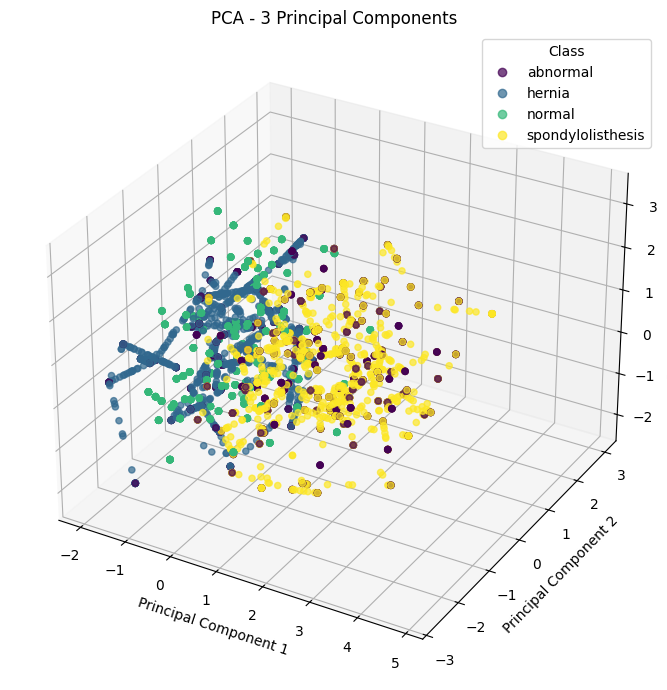 PCA - 3 Principal Components
Class
abnormal
hernia
normal
spondylolisthesis
3
2
1
0
−1
−2
3
2
1
0
−1
−2
−3
Principal Component 2
−2
−1
0
1
2
3
4
5
Principal Component 1